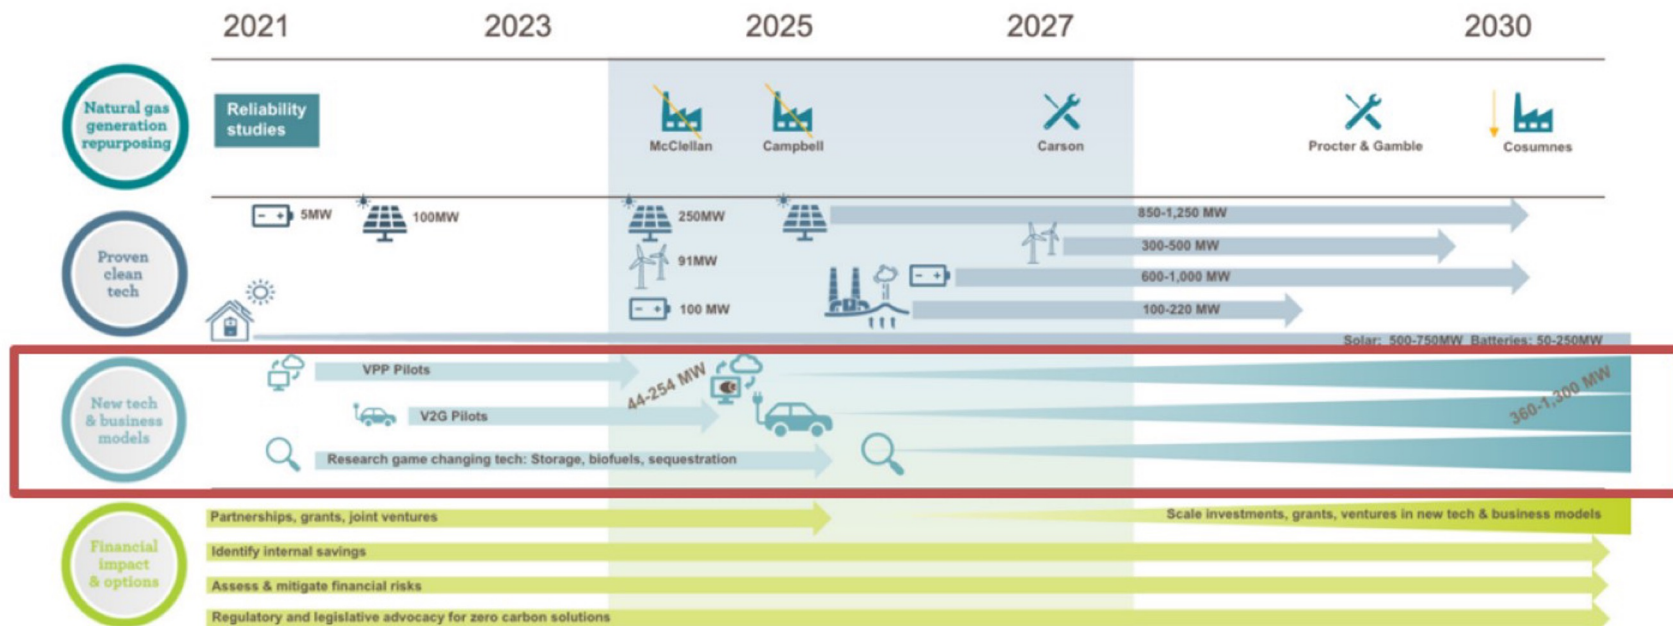 2021 2023 2025 2027 2030
Natural gas
generation
repurposing
Reliability
studies
McClellan
Campbell
Carson
Procter & Gamble
Cosumnes
Proven
clean
tech
5MW
100MW
250MW
91MW
100 MW
850-1,250 MW
300-500 MW
600-1,000 MW
100-220 MW
Solar: 500-750MW Batteries: 50-250MW
New tech
& business
models
VPP Pilots
V2G Pilots
Research game changing tech: Storage, biofuels, sequestration
44-254 MW
360-1,300 MW
Financial
impact
& options
Partnerships, grants, joint ventures
Scale investments, grants, ventures in new tech & business models
Identify internal savings
Assess & mitigate financial risks
Regulatory and legislative advocacy for zero carbon solutions